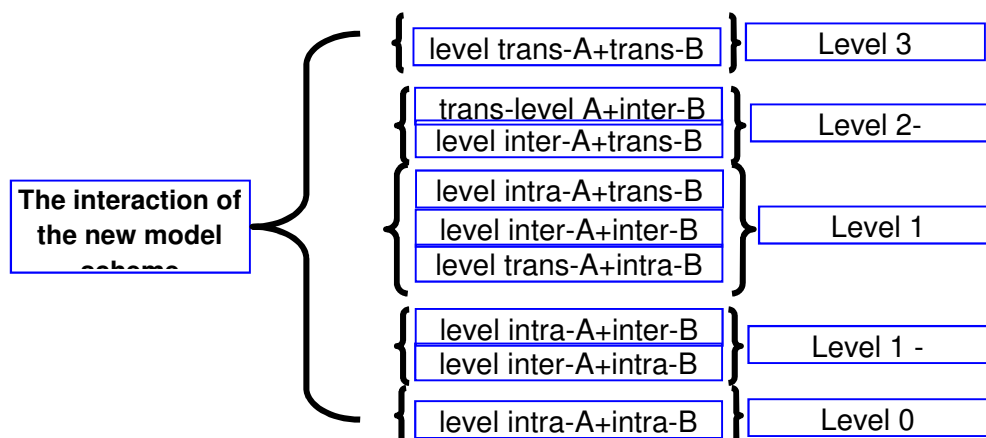 level trans-A+trans-B
Level 3
trans-level A+inter-B
level inter-A+trans-B
Level 2-
The interaction of
the new model
scheme
level intra-A+trans-B
level inter-A+inter-B
level trans-A+intra-B
Level 1
level intra-A+inter-B
level inter-A+intra-B
Level 1 -
level intra-A+intra-B
Level 0